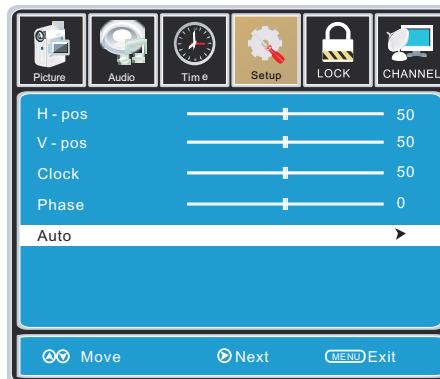 Picture Audio Time Setup LOCK CHANNEL
H - pos 50
V - pos 50
Clock 50
Phase 0
Auto
Move Next MENU Exit